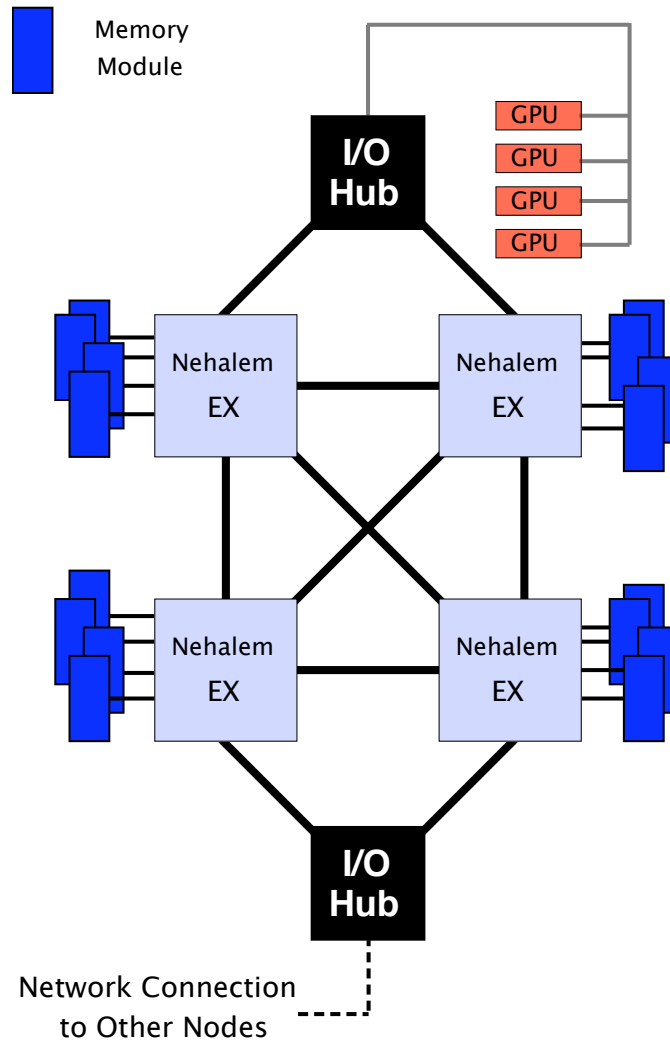 Memory
Module
I/O
Hub
GPU
GPU
GPU
GPU
Nehalem
EX
Nehalem
EX
Nehalem
EX
Nehalem
EX
I/O
Hub
Network Connection
to Other Nodes